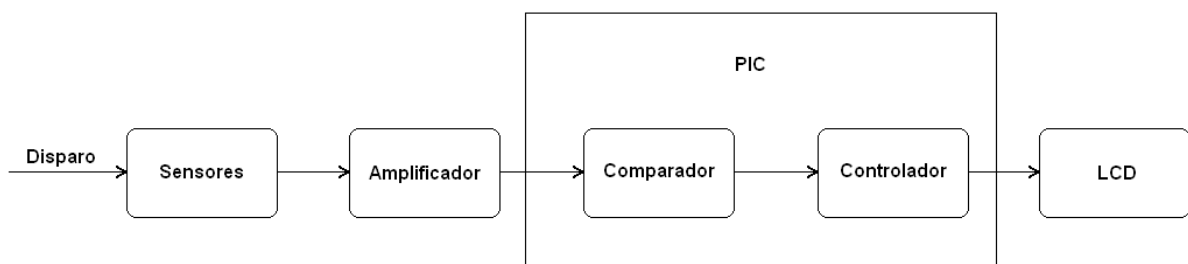 PIC
Disparo
Sensores
Amplificador
Comparador
Controlador
LCD